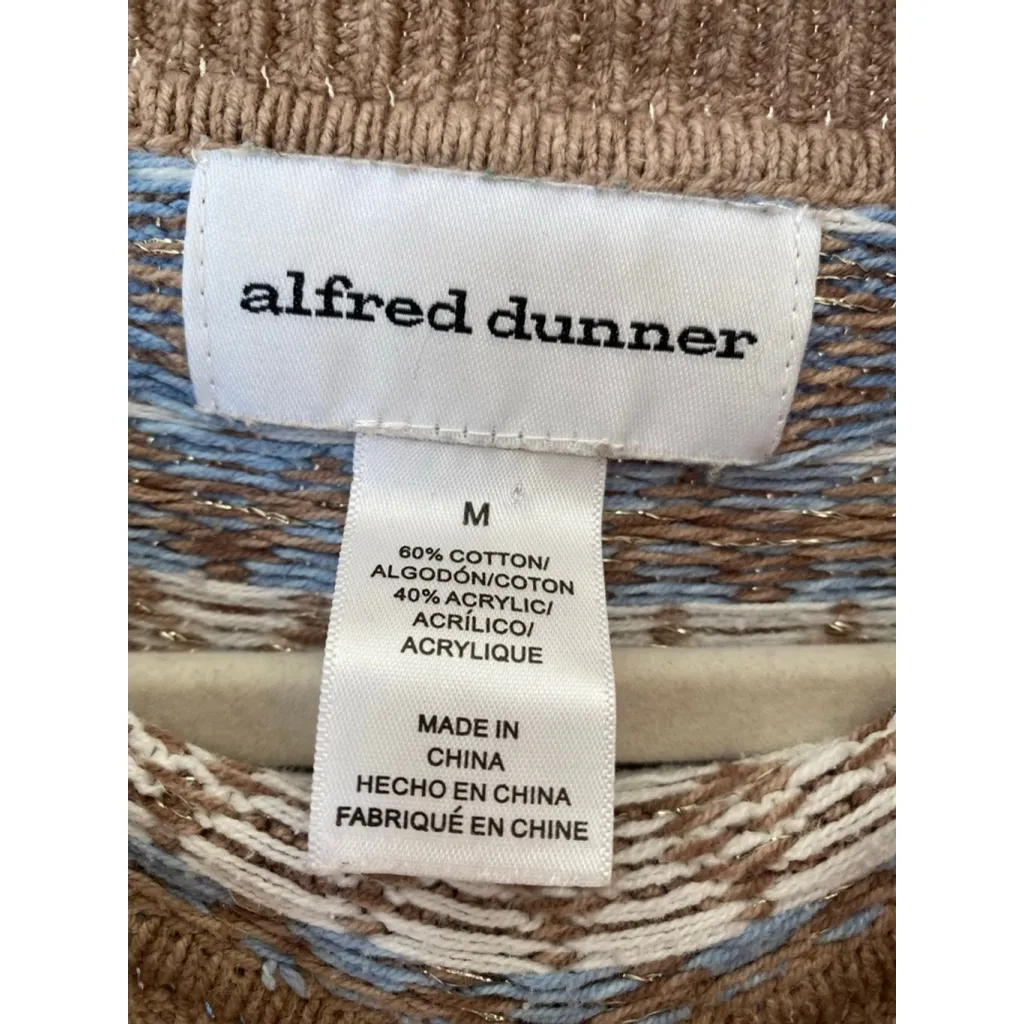 alfred dunner
M
60% COTTON/
ALGODÓN/COTON
40% ACRYLIC/
ACRÍLICO/
ACRYLIQUE
MADE IN
CHINA
HECHO EN CHINA
FABRIQUÉ EN CHINE